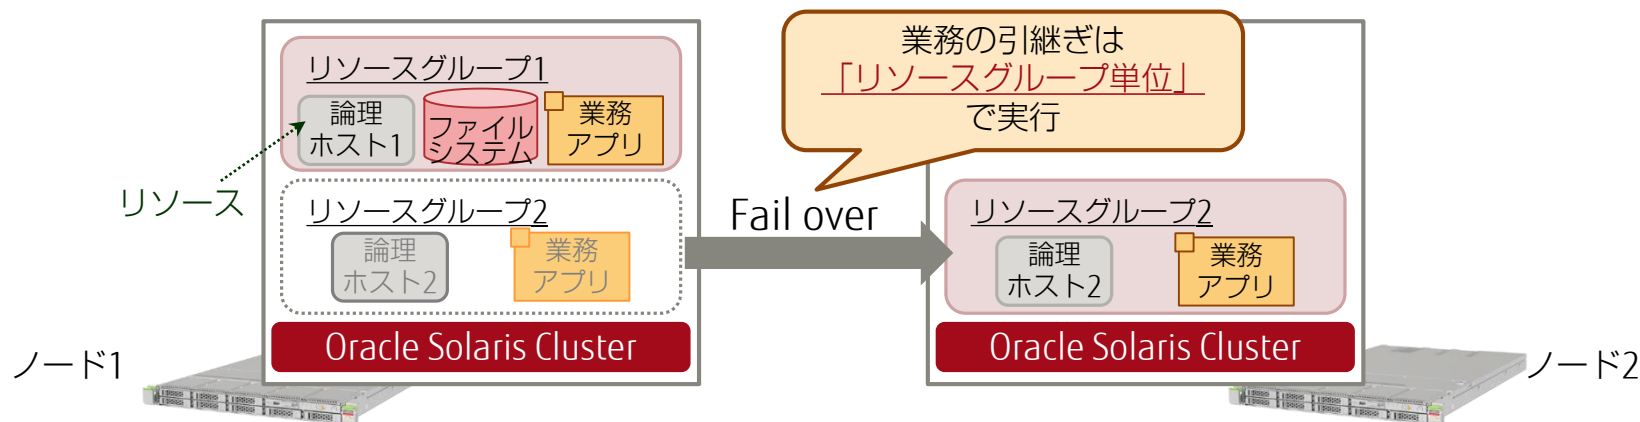 リソースグループ1
論理
ホスト1
ファイル
システム
業務
アプリ
リソース
リソースグループ2
論理
ホスト2
業務
アプリ
Oracle Solaris Cluster
ノード1
Fail over
業務の引継ぎは
「リソースグループ単位」
で実行
リソースグループ2
論理
ホスト2
業務
アプリ
Oracle Solaris Cluster
ノード2